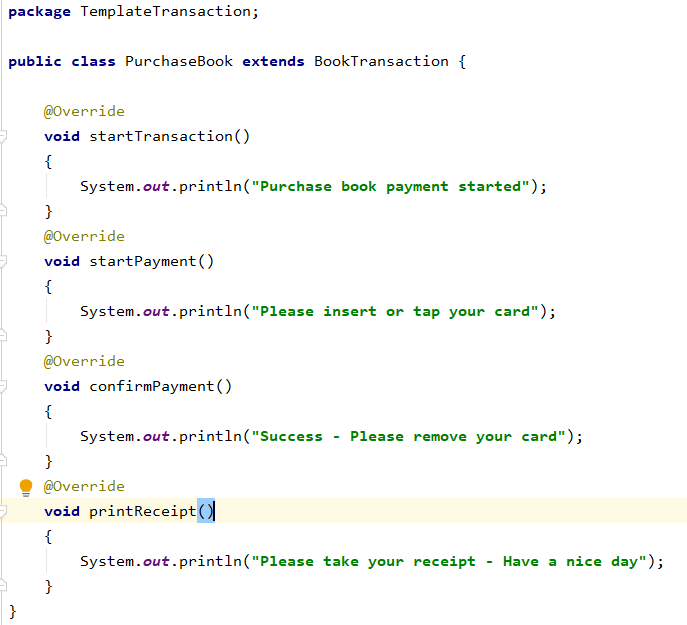 package TemplateTransaction;
public class PurchaseBook extends BookTransaction {
@Override
void startTransaction()
{
System.out.println("Purchase book payment started");
}
@Override
void startPayment()
{
System.out.println("Please insert or tap your card");
}
@Override
void confirmPayment()
{
System.out.println("Success - Please remove your card");
}
@Override
void printReceipt()
{
System.out.println("Please take your receipt - Have a nice day");
}
}